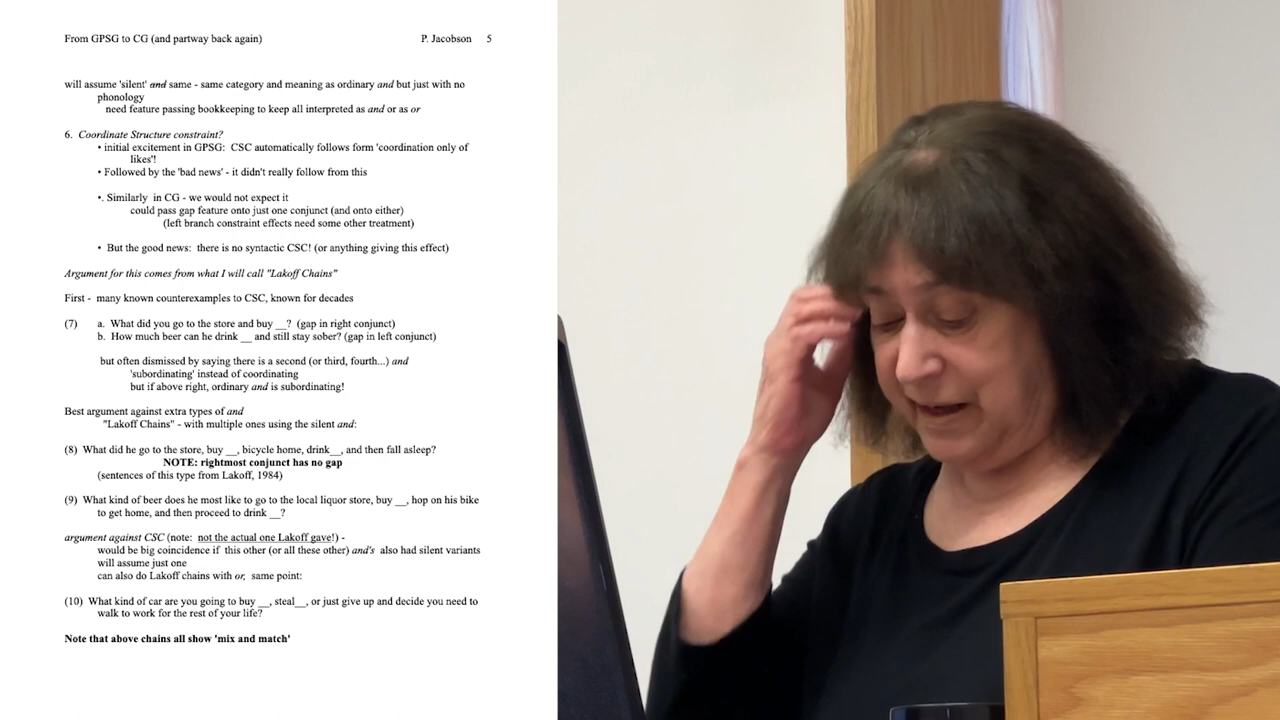 From GPSG to CG (and partway back again) P. Jacobson 5
will assume 'silent' and same - same category and meaning as ordinary and but just with no
phonology
need feature passing bookkeeping to keep all interpreted as and or as or
6. Coordinate Structure constraint?
• initial excitement in GPSG: CSC automatically follows form 'coordination only of
likes'!
• Followed by the 'bad news' - it didn't really follow from this
•. Similarly in CG - we would not expect it
could pass gap feature onto just one conjunct (and onto either)
(left branch constraint effects need some other treatment)
• But the good news: there is no syntactic CSC! (or anything giving this effect)
Argument for this comes from what I will call "Lakoff Chains"
First - many known counterexamples to CSC, known for decades
(7) a. What did you go to the store and buy __? (gap in right conjunct)
b. How much beer can he drink __ and still stay sober? (gap in left conjunct)
but often dismissed by saying there is a second (or third, fourth...) and
'subordinating' instead of coordinating
but if above right, ordinary and is subordinating!
Best argument against extra types of and
"Lakoff Chains" - with multiple ones using the silent and:
(8) What did he go to the store, buy __, bicycle home, drink__, and then fall asleep?
NOTE: rightmost conjunct has no gap
(sentences of this type from Lakoff, 1984)
(9) What kind of beer does he most like to go to the local liquor store, buy __, hop on his bike
to get home, and then proceed to drink __?
argument against CSC (note: not the actual one Lakoff gave!) -
would be big coincidence if this other (or all these other) and's also had silent variants
will assume just one
can also do Lakoff chains with or, same point:
(10) What kind of car are you going to buy __, steal__, or just give up and decide you need to
walk to work for the rest of your life?
Note that above chains all show 'mix and match'